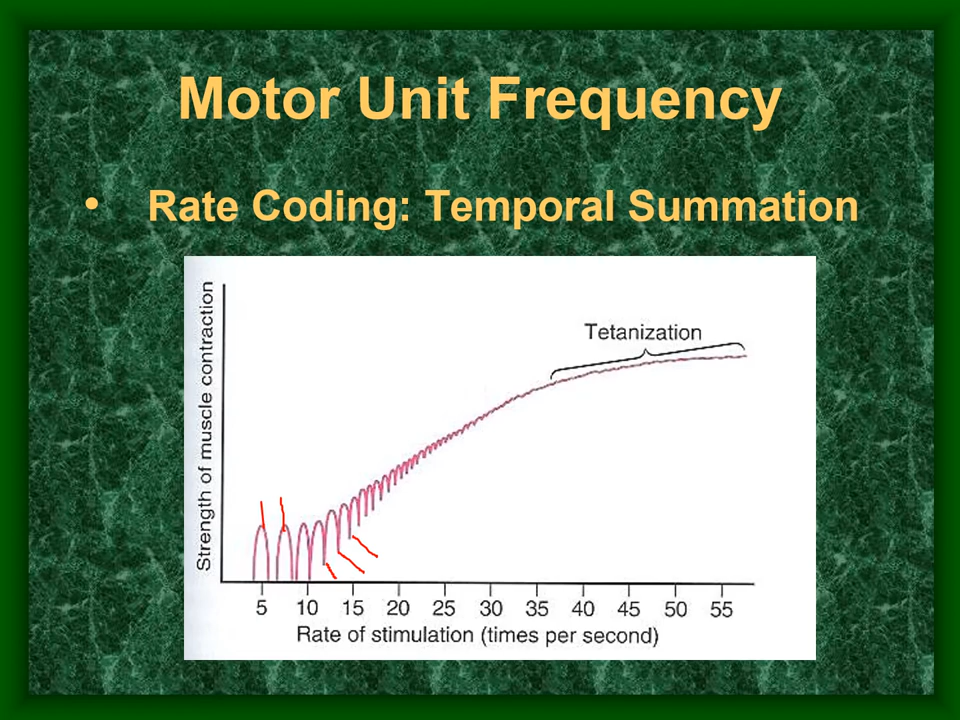 Motor Unit Frequency
• Rate Coding: Temporal Summation
Tetanization
Strength of muscle contraction
5 10 15 20 25 30 35 40 45 50 55
Rate of stimulation (times per second)